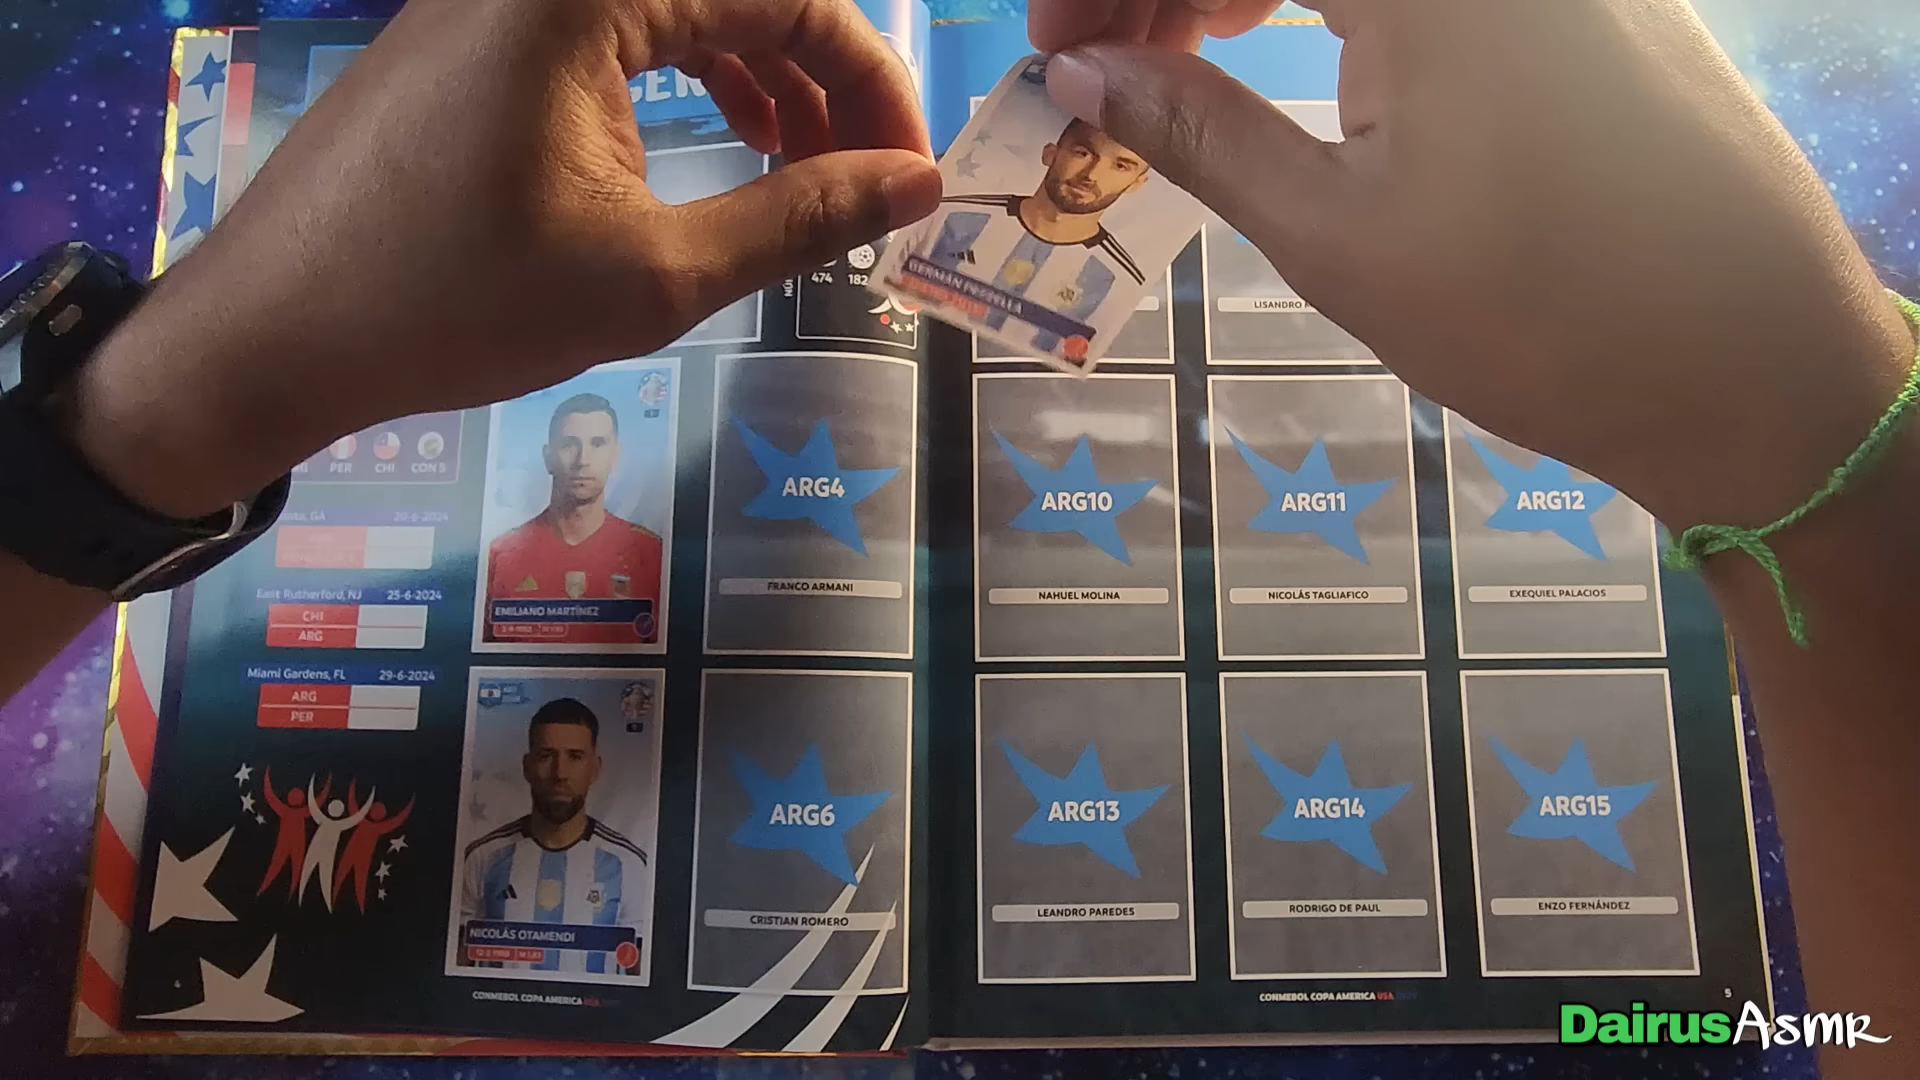 GERMÁN PEZZELLA
474 182
LISANDRO
PER CHI CON 5
GA 20-6-2024
East Rutherford, NJ 25-6-2024
CHI
ARG
Miami Gardens, FL 29-6-2024
ARG
PER
EMILIANO MARTÍNEZ
ARG4
FRANCO ARMANI
NICOLÁS OTAMENDI
ARG6
CRISTIAN ROMERO
4
CONMEBOL COPA AMERICA USA
ARG10
NAHUEL MOLINA
ARG11
NICOLÁS TAGLIAFICO
ARG12
EXEQUIEL PALACIOS
ARG13
LEANDRO PAREDES
ARG14
RODRIGO DE PAUL
ARG15
ENZO FERNÁNDEZ
CONMEBOL COPA AMERICA USA
5
DairusAsmr